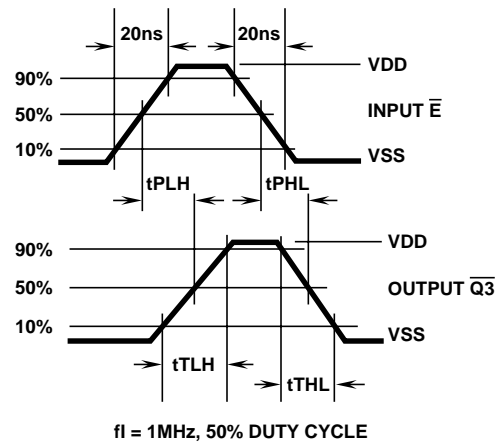 20ns 20ns
VDD
90%
50%
INPUT E̅
10%
VSS
tPLH tPHL
VDD
90%
50%
OUTPUT Q̅3̅
10%
VSS
tTLH
tTHL
fI = 1MHz, 50% DUTY CYCLE